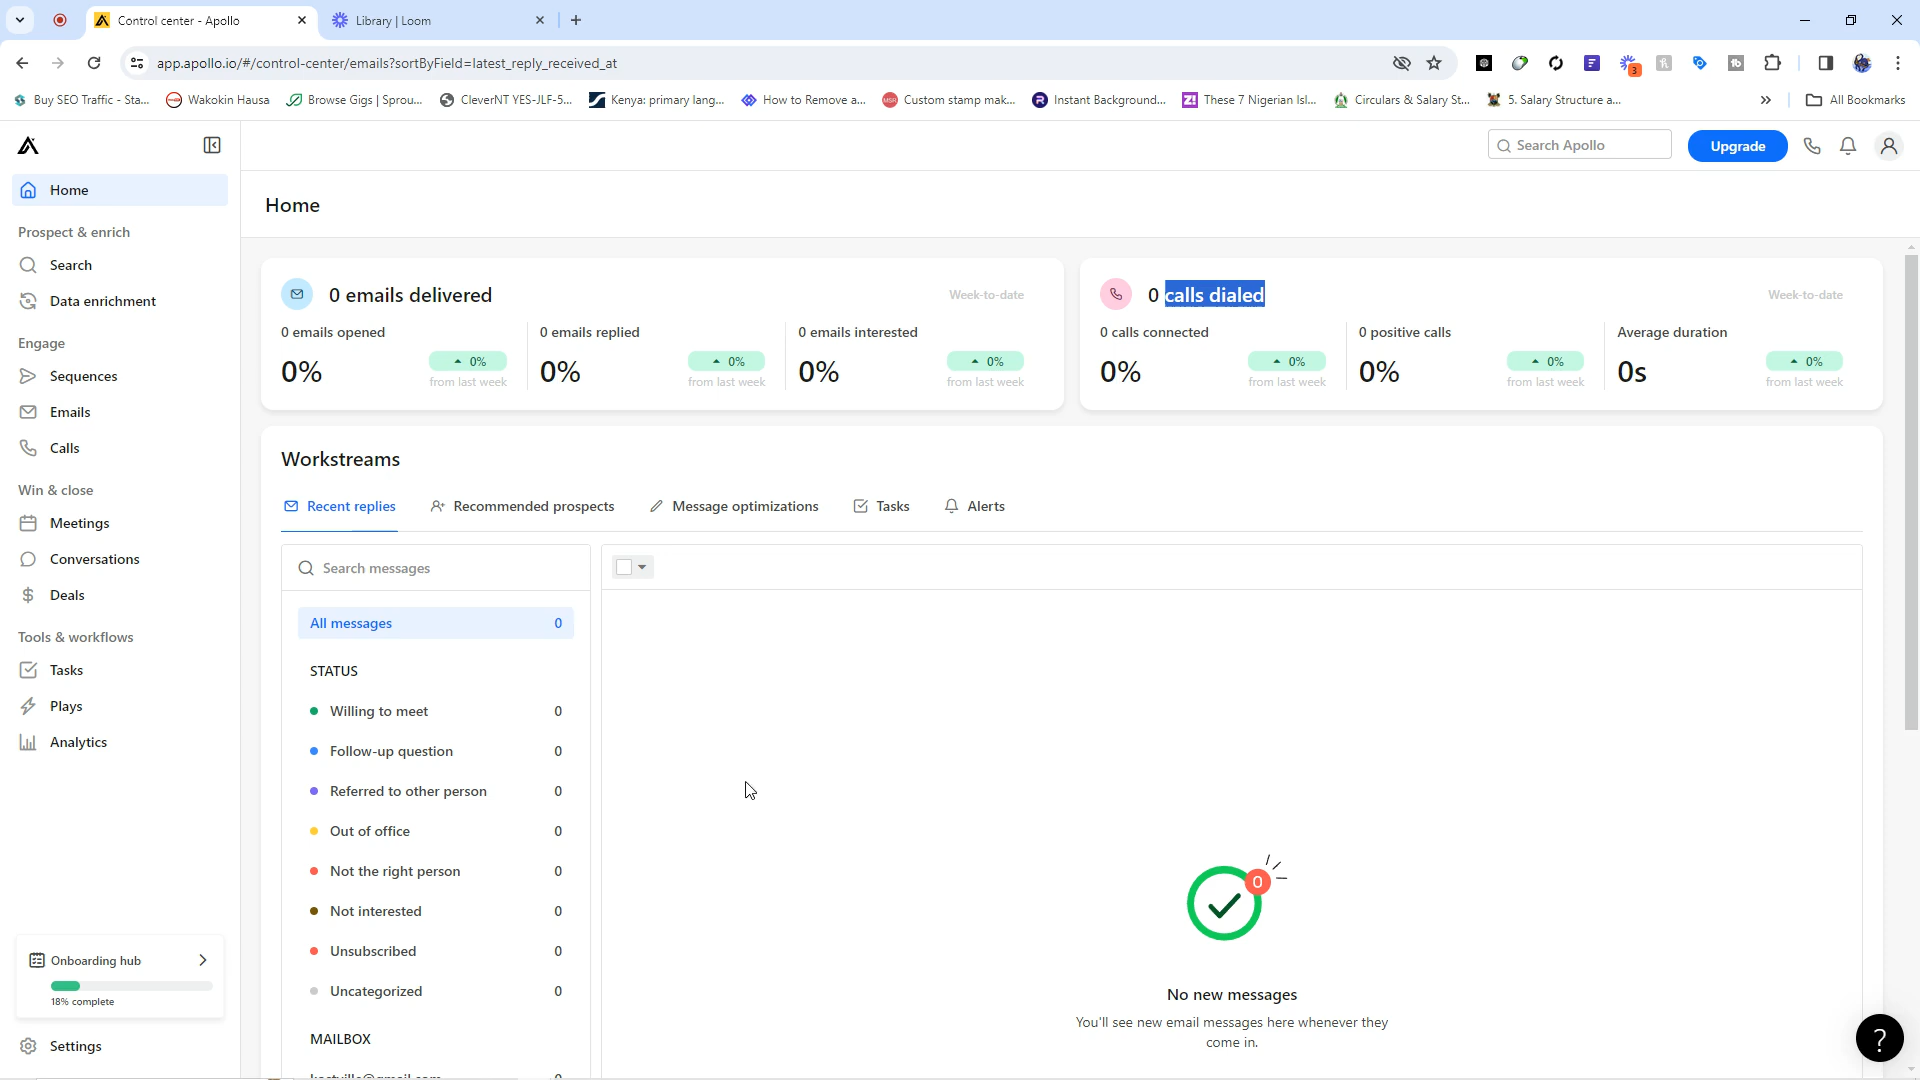 Control center - Apollo
Library | Loom
app.apollo.io/#/control-center/emails?sortByField=latest_reply_received_at
3
Buy SEO Traffic - Sta...
Wakokin Hausa
Browse Gigs | Sprou...
CleverNT YES-JLF-5...
Kenya: primary lang...
How to Remove a...
Custom stamp mak...
Instant Background...
These 7 Nigerian Isl...
Circulars & Salary St...
5. Salary Structure a...
All Bookmarks
Search Apollo
Upgrade
Home
Prospect & enrich
Search
Data enrichment
Engage
Sequences
Emails
Calls
Win & close
Meetings
Conversations
Deals
Tools & workflows
Tasks
Plays
Analytics
Onboarding hub
18% complete
Settings
Home
0 emails delivered
Week-to-date
0 emails opened
0%
0%
from last week
0 emails replied
0%
0%
from last week
0 emails interested
0%
0%
from last week
0 calls dialed
Week-to-date
0 calls connected
0%
0%
from last week
0 positive calls
0%
0%
from last week
Average duration
0s
0%
from last week
Workstreams
Recent replies
Recommended prospects
Message optimizations
Tasks
Alerts
Search messages
All messages 0
STATUS
Willing to meet 0
Follow-up question 0
Referred to other person 0
Out of office 0
Not the right person 0
Not interested 0
Unsubscribed 0
Uncategorized 0
MAILBOX
0
No new messages
You'll see new email messages here whenever they
come in.
?